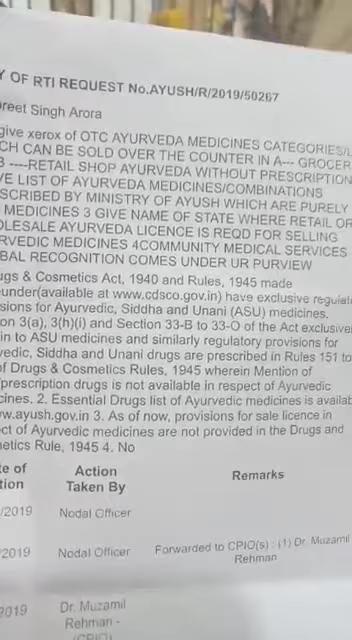 Y OF RTI REQUEST No.AYUSH/R/2019/50267
reet Singh Arora
give xerox of OTC AYURVEDA MEDICINES CATEGORIES/L
CH CAN BE SOLD OVER THE COUNTER IN A--- GROCER
B ----RETAIL SHOP AYURVEDA WITHOUT PRESCRIPTION
VE LIST OF AYURVEDA MEDICINES/COMBINATIONS
SCRIBED BY MINISTRY OF AYUSH WHICH ARE PURELY
MEDICINES 3 GIVE NAME OF STATE WHERE RETAIL OR
OLESALE AYURVEDA LICENCE IS REQD FOR SELLING
RVEDIC MEDICINES 4COMMUNITY MEDICAL SERVICES
BAL RECOGNITION COMES UNDER UR PURVIEW
ugs & Cosmetics Act, 1940 and Rules, 1945 made
eunder(available at www.cdsco.gov.in) have exclusive regulat
sions for Ayurvedic, Siddha and Unani (ASU) medicines.
on 3(a), 3(h)(i) and Section 33-B to 33-O of the Act exclusive
in to ASU medicines and similarly regulatory provisions for
vedic, Siddha and Unani drugs are prescribed in Rules 151 to
of Drugs & Cosmetics Rules, 1945 wherein Mention of
/prescription drugs is not available in respect of Ayurvedic
cines. 2. Essential Drugs list of Ayurvedic medicines is availab
w.ayush.gov.in 3. As of now, provisions for sale licence in
ct of Ayurvedic medicines are not provided in the Drugs and
netics Rule, 1945 4. No
te of Action Remarks
tion Taken By
/2019 Nodal Officer
/2019 Nodal Officer Forwarded to CPIO(s) : (1) Dr. Muzamil
Rehman
2019 Dr. Muzamil
Rehman -
(CPIO)